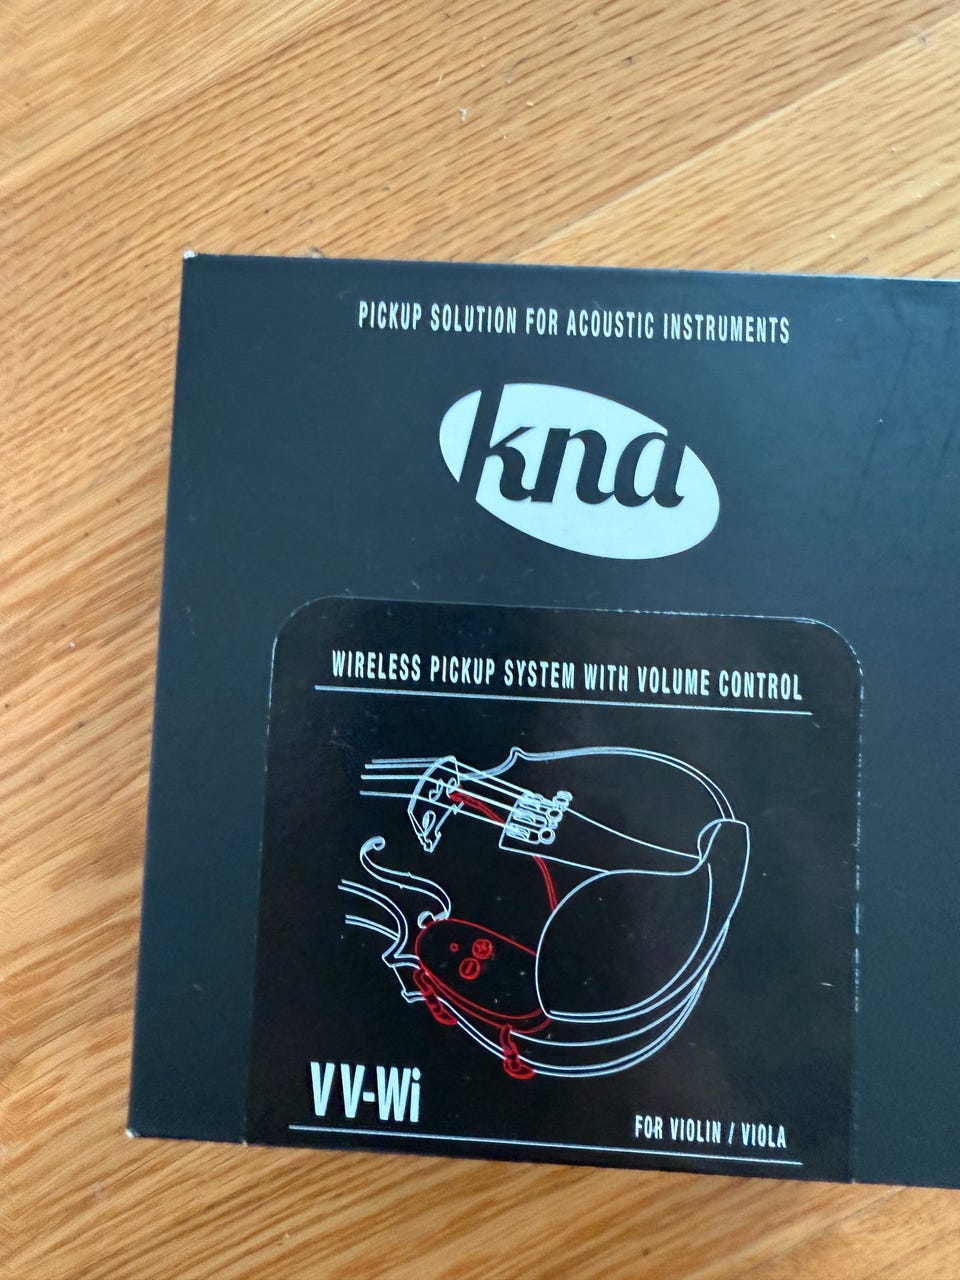 PICKUP SOLUTION FOR ACOUSTIC INSTRUMENTS
kna
WIRELESS PICKUP SYSTEM WITH VOLUME CONTROL
VV-Wi
FOR VIOLIN / VIOLA